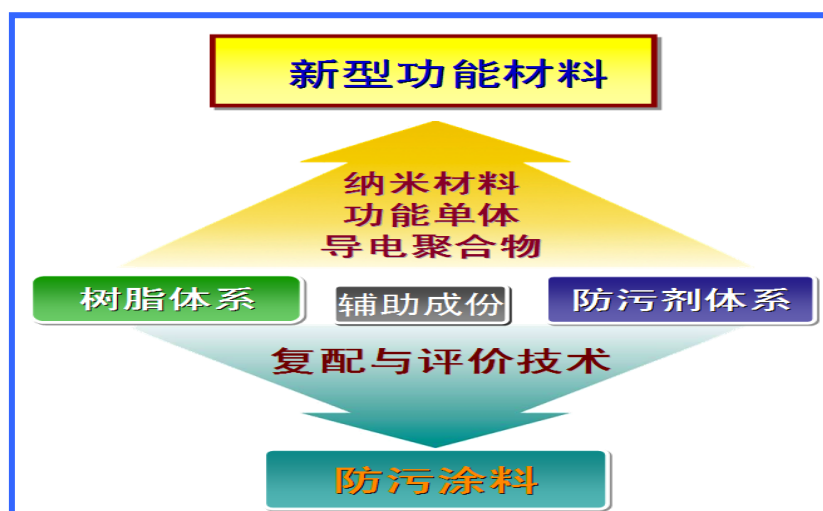 新型功能材料
纳米材料
功能单体
导电聚合物
树脂体系
辅助成份
防污剂体系
复配与评价技术
防污涂料